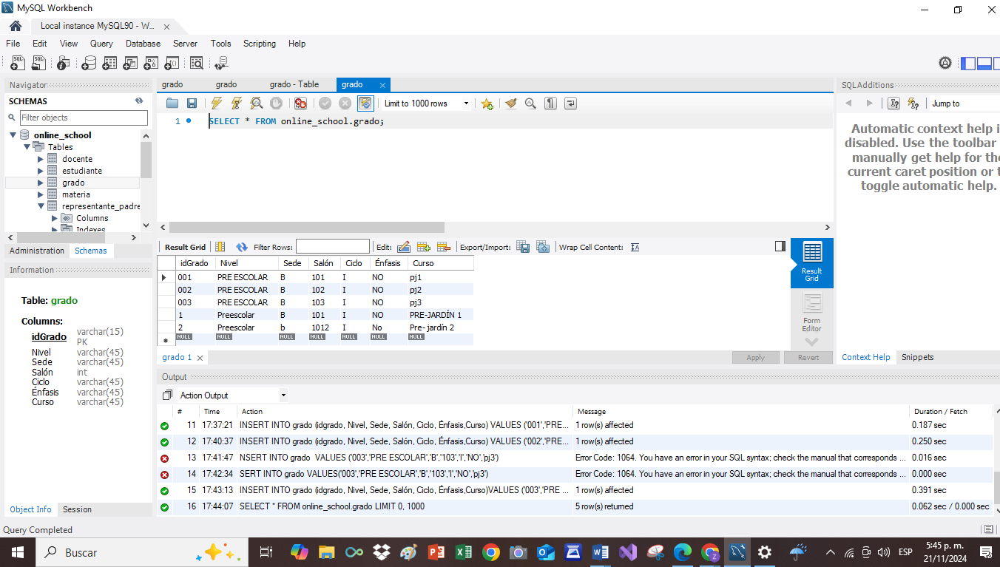 MySQL Workbench
Local instance MySQL90 - W...
File Edit View Query Database Server Tools Scripting Help
Navigator
SCHEMAS
Filter objects
online_school
Tables
docente
estudiante
grado
materia
representante_padre
Columns
Indexes
Administration Schemas
Information
Table: grado
Columns:
idGrado varchar(15) PK
Nivel varchar(45)
Sede varchar(45)
Salón int
Ciclo varchar(45)
Énfasis varchar(45)
Curso varchar(45)
Object Info Session
Query Completed
grado grado grado - Table grado
Limit to 1000 rows
1 SELECT * FROM online_school.grado;
Result Grid Filter Rows: Edit: Export/Import: Wrap Cell Content:
idGrado Nivel Sede Salón Ciclo Énfasis Curso
001 PRE ESCOLAR B 101 I NO pj1
002 PRE ESCOLAR B 102 I NO pj2
003 PRE ESCOLAR B 103 I NO pj3
1 Preescolar B 101 I NO PRE-JARDÍN 1
2 Preescolar b 1012 I No Pre- jardín 2
NULL NULL NULL NULL NULL NULL NULL
Result Grid
Form Editor
grado 1 Apply Revert
Output
Action Output
# Time Action Message Duration / Fetch
11 17:37:21 INSERT INTO grado (idgrado, Nivel, Sede, Salón, Ciclo, Énfasis,Curso) VALUES ('001','PRE... 1 row(s) affected 0.187 sec
12 17:40:37 INSERT INTO grado (idgrado, Nivel, Sede, Salón, Ciclo, Énfasis,Curso) VALUES ('002','PRE... 1 row(s) affected 0.250 sec
13 17:41:47 NSERT INTO grado  VALUES ('003','PRE ESCOLAR','B','103','I','NO','pj3') Error Code: 1064. You have an error in your SQL syntax; check the manual that corresponds ... 0.016 sec
14 17:42:34 SERT INTO grado VALUES('003','PRE ESCOLAR','B','103','I','NO','pj3') Error Code: 1064. You have an error in your SQL syntax; check the manual that corresponds ... 0.000 sec
15 17:43:13 INSERT INTO grado (idgrado, Nivel, Sede, Salón, Ciclo, Énfasis,Curso)VALUES ('003','PRE ... 1 row(s) affected 0.391 sec
16 17:44:07 SELECT * FROM online_school.grado LIMIT 0, 1000 5 row(s) returned 0.062 sec / 0.000 sec
SQLAdditions
Jump to
Automatic context help i
disabled. Use the toolbar
manually get help for the
current caret position or t
toggle automatic help.
Context Help Snippets
Buscar
ESP
5:45 p. m.
21/11/2024